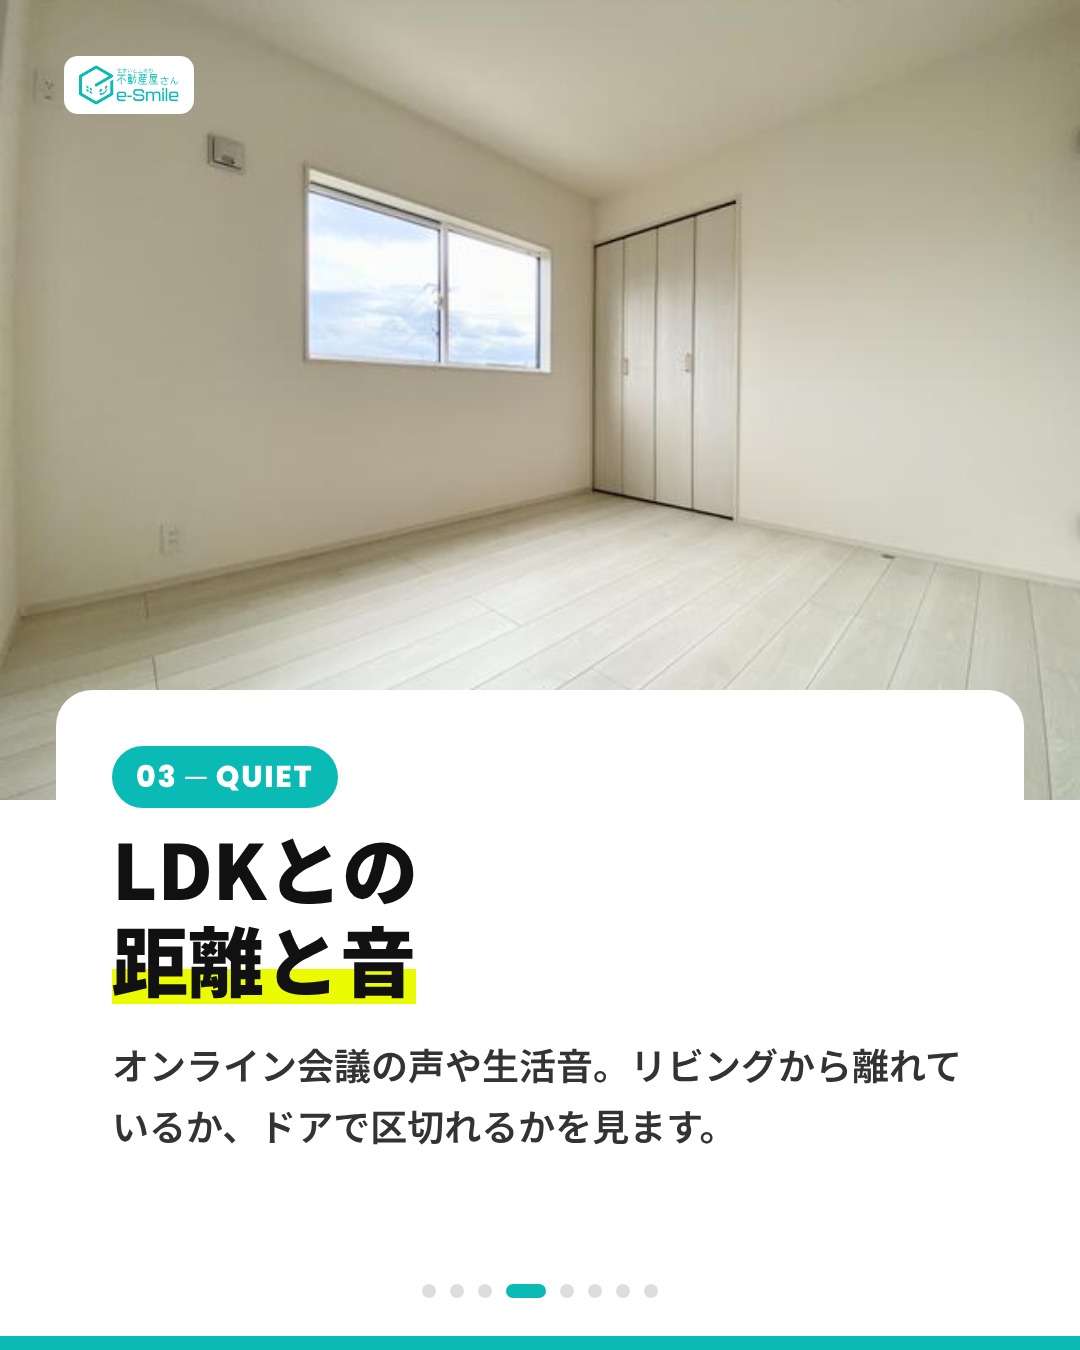 不動産屋さん
e-Smile
03 — QUIET
LDKとの
距離と音
オンライン会議の声や生活音。リビングから離れて
いるか、ドアで区切れるかを見ます。